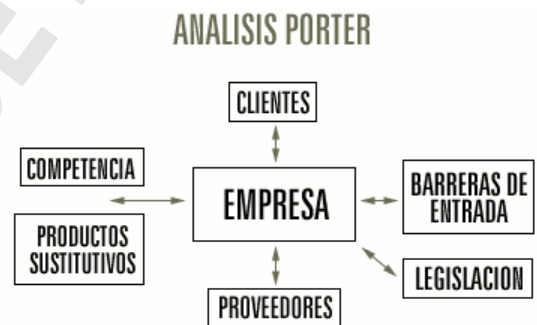 ANALISIS PORTER
CLIENTES
COMPETENCIA
EMPRESA
BARRERAS DE
ENTRADA
PRODUCTOS
SUSTITUTIVOS
LEGISLACION
PROVEEDORES